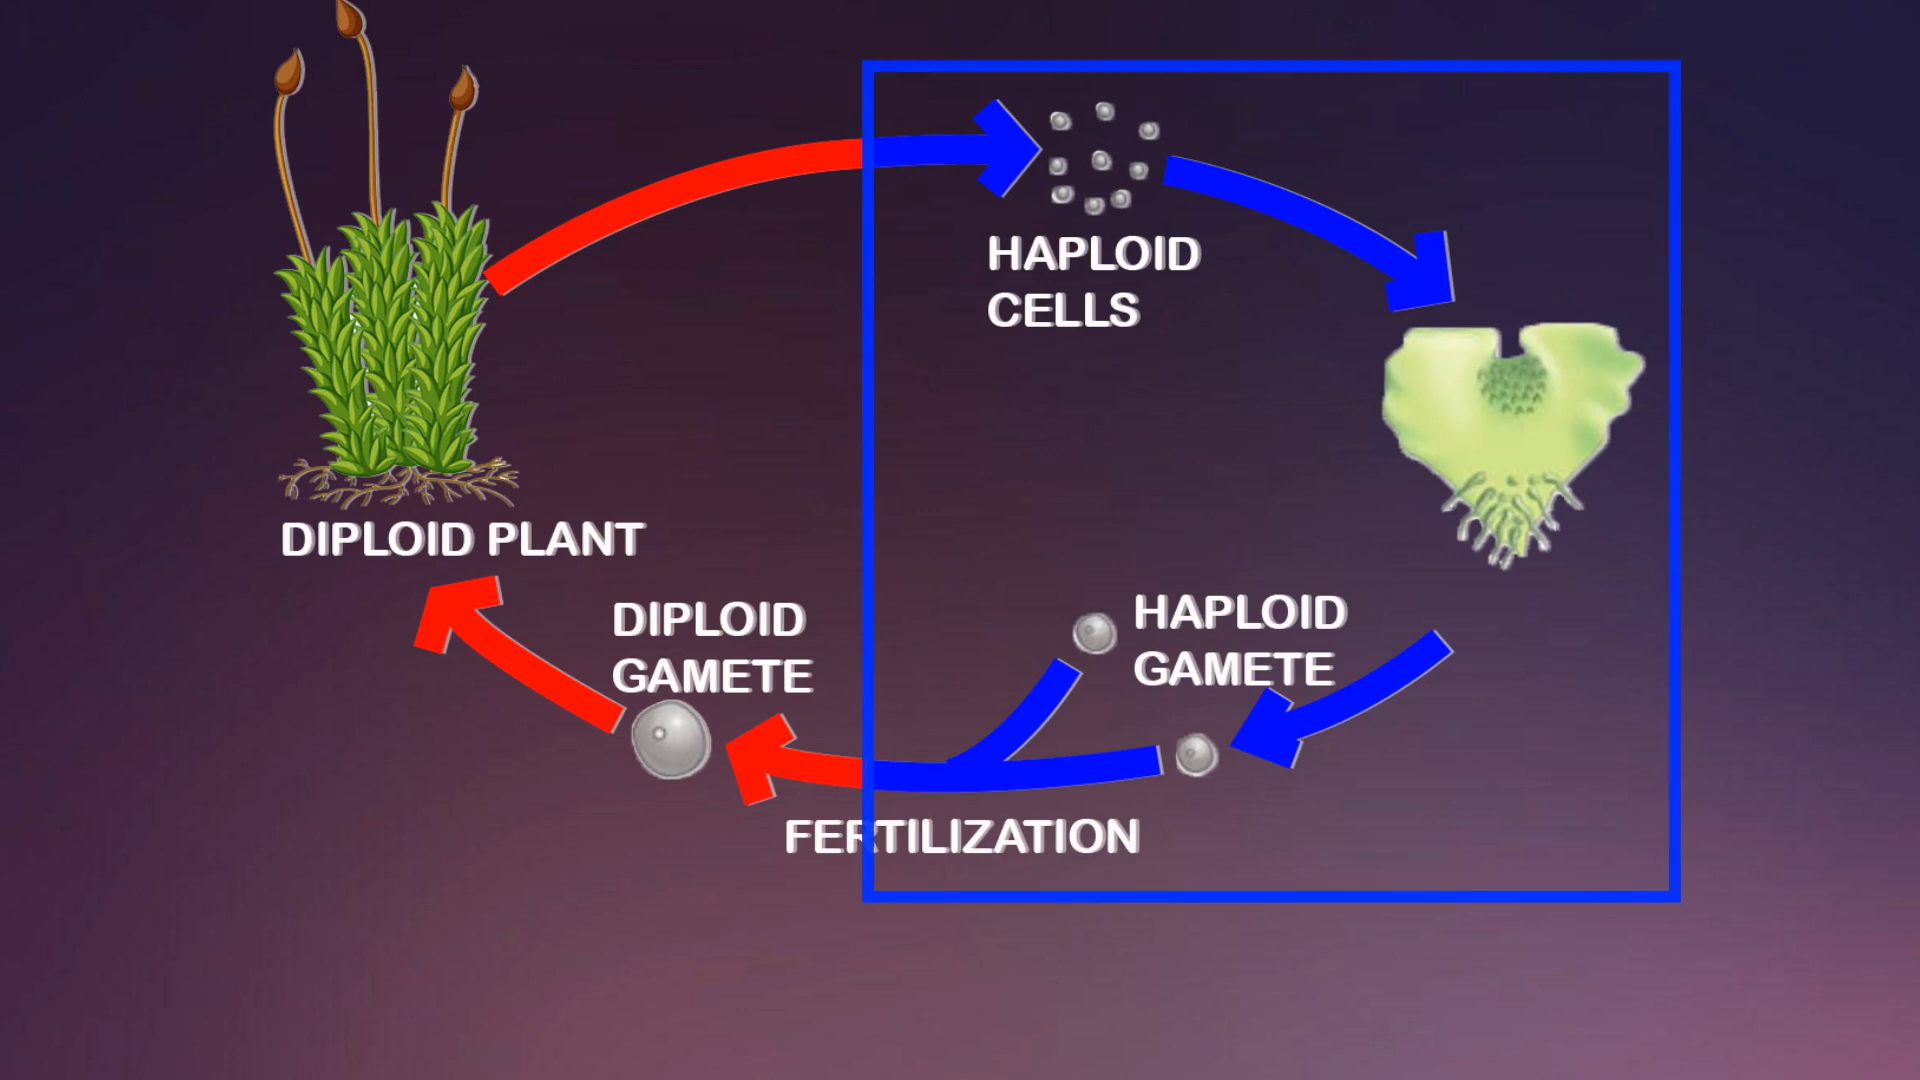 HAPLOID
CELLS
DIPLOID PLANT
DIPLOID
GAMETE
HAPLOID
GAMETE
FERTILIZATION